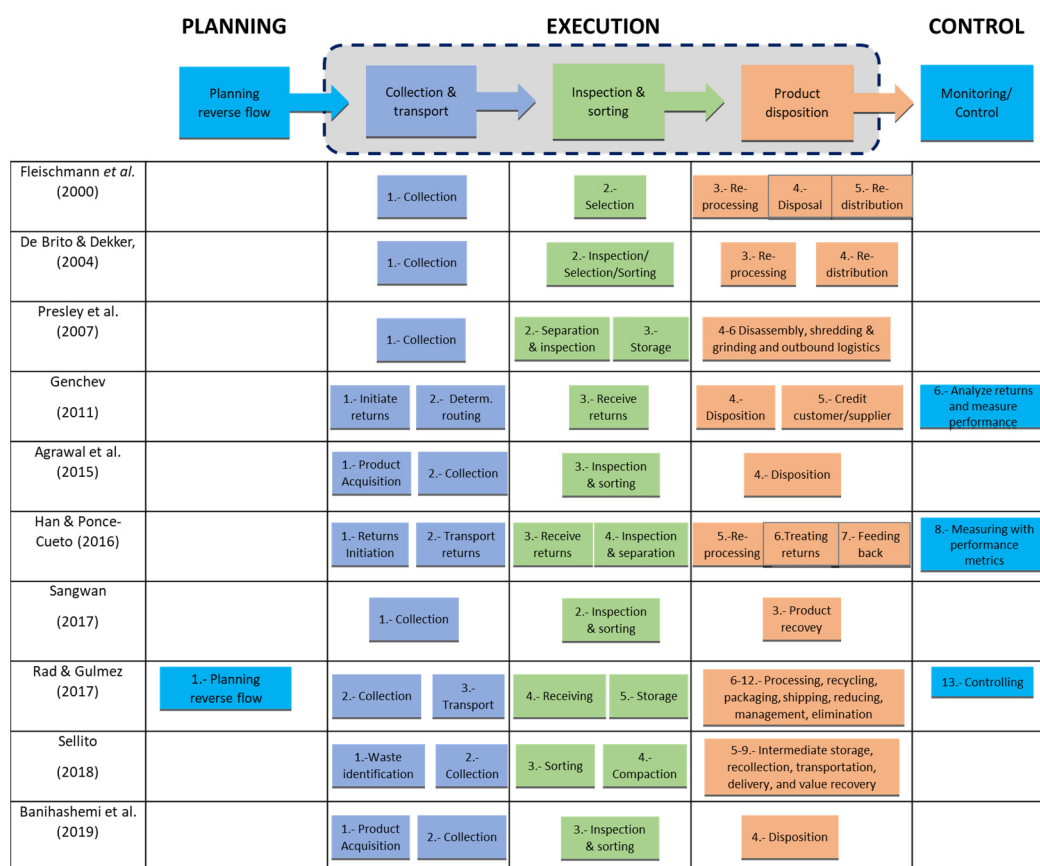 PLANNING
EXECUTION
CONTROL
Planning
reverse flow
Collection &
transport
Inspection &
sorting
Product
disposition
Monitoring/
Control
Fleischmann et al.
(2000)
1.- Collection
2.-
Selection
3.- Re-
processing
4.-
Disposal
5.- Re-
distribution
De Brito & Dekker,
(2004)
1.- Collection
2.- Inspection/
Selection/Sorting
3.- Re-
processing
4.- Re-
distribution
Presley et al.
(2007)
1.- Collection
2.- Separation
& inspection
3.-
Storage
4-6 Disassembly, shredding &
grinding and outbound logistics
Genchev
(2011)
1.- Initiate
returns
2.- Determ.
routing
3.- Receive
returns
4.-
Disposition
5.- Credit
customer/supplier
6.- Analyze returns
and measure
performance
Agrawal et al.
(2015)
1.- Product
Acquisition
2.- Collection
3.- Inspection
& sorting
4.- Disposition
Han & Ponce-
Cueto (2016)
1.- Returns
Initiation
2.- Transport
returns
3.- Receive
returns
4.- Inspection
& separation
5.-Re-
processing
6.Treating
returns
7.- Feeding
back
8.- Measuring with
performance
metrics
Sangwan
(2017)
1.- Collection
2.- Inspection
& sorting
3.- Product
recovey
Rad & Gulmez
(2017)
1.- Planning
reverse flow
2.- Collection
3.-
Transport
4.- Receiving
5.- Storage
6-12.- Processing, recycling,
packaging, shipping, reducing,
management, elimination
13.- Controlling
Sellito
(2018)
1.-Waste
identification
2.-
Collection
3.- Sorting
4.-
Compaction
5-9.- Intermediate storage,
recollection, transportation,
delivery, and value recovery
Banihashemi et al.
(2019)
1.- Product
Acquisition
2.- Collection
3.- Inspection
& sorting
4.- Disposition